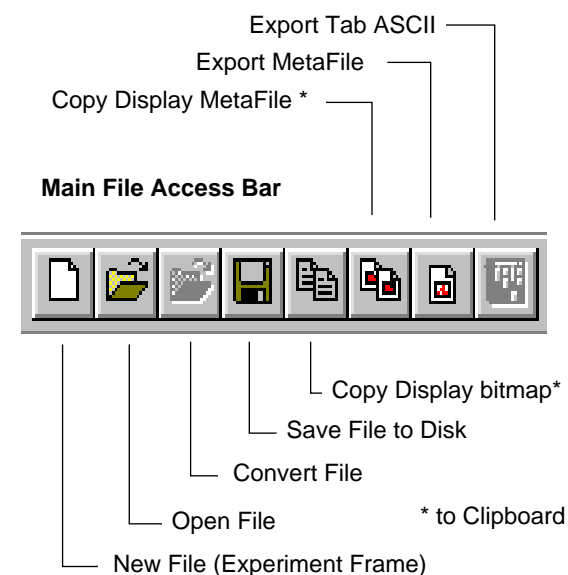 Export Tab ASCII
Export MetaFile
Copy Display MetaFile *
Main File Access Bar
Copy Display bitmap*
Save File to Disk
Convert File
Open File
* to Clipboard
New File (Experiment Frame)